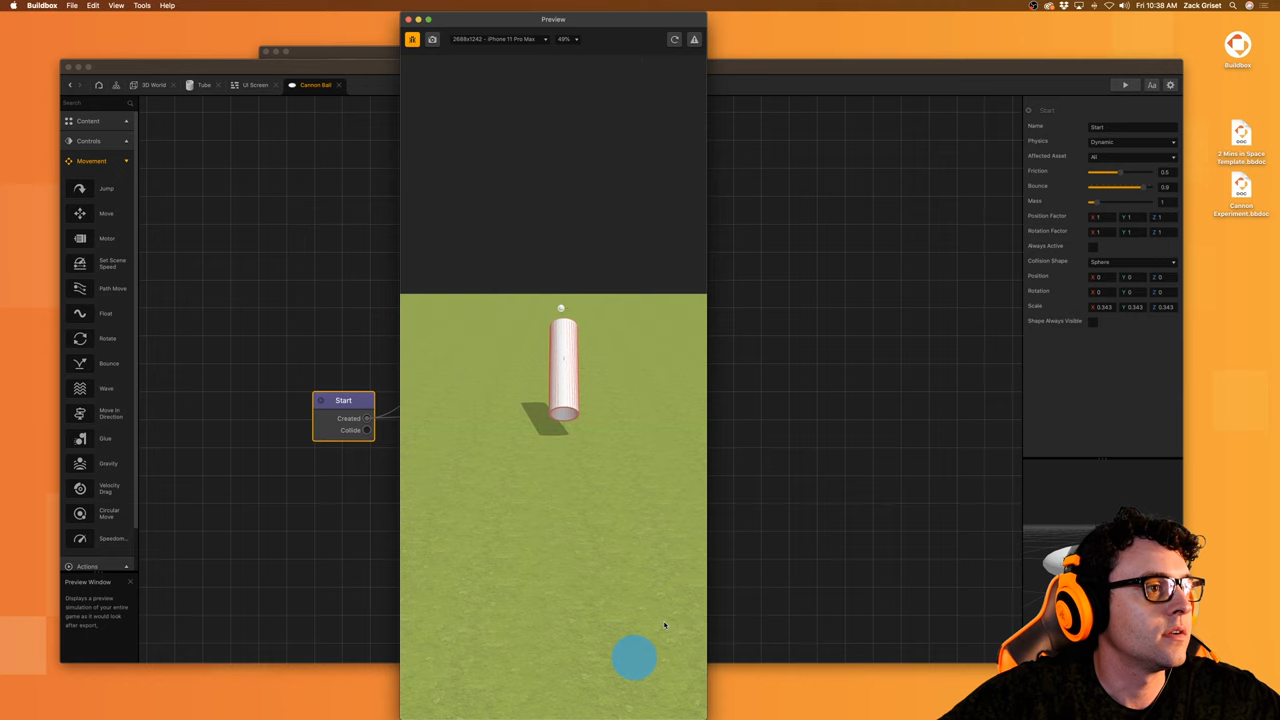 Buildbox File Edit View Tools Help
Fri 10:38 AM Zack Griset
Preview
2688x1242 - iPhone 11 Pro Max 49%
3D World Tube UI Screen Cannon Ball
Aa
Search
Content
Controls
Movement
Jump
Move
Motor
Set Scene
Speed
Path Move
Float
Rotate
Bounce
Wave
Move In
Direction
Glue
Gravity
Velocity
Drag
Circular
Move
Speedom...
Actions
Preview Window
Displays a preview
simulation of your entire
game as it would look
after export.
Start
Created
Collide
Start
Name Start
Physics Dynamic
Affected Asset All
Friction 0.5
Bounce 0.9
Mass 1
Position Factor X 1 Y 1 Z 1
Rotation Factor X 1 Y 1 Z 1
Always Active
Collision Shape Sphere
Position X 0 Y 0 Z 0
Rotation X 0 Y 0 Z 0
Scale X 0.343 Y 0.343 Z 0.343
Shape Always Visible
Buildbox
DOC
2 Mins in Space
Template.bbdoc
DOC
Cannon
Experiment.bbdoc